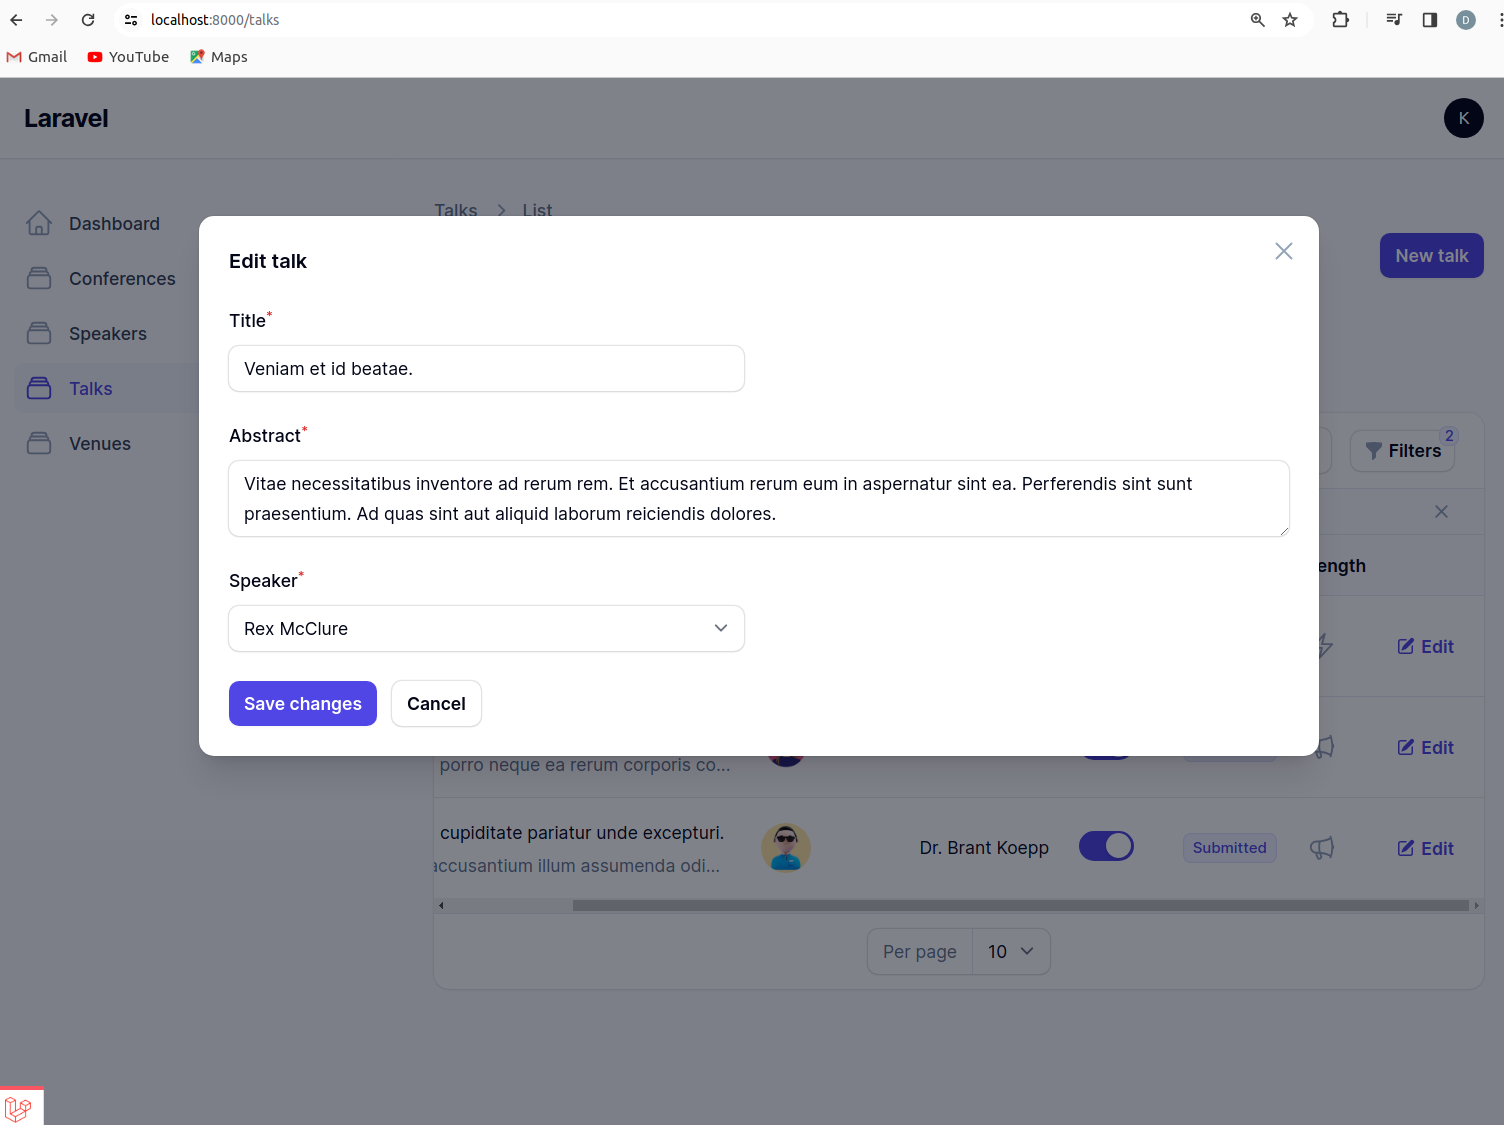 localhost:8000/talks
D
Gmail
YouTube
Maps
Laravel
K
Dashboard
Conferences
Speakers
Talks
Venues
Talks > List
New talk
Edit talk
Title*
Veniam et id beatae.
Abstract*
Vitae necessitatibus inventore ad rerum rem. Et accusantium rerum eum in aspernatur sint ea. Perferendis sint sunt
praesentium. Ad quas sint aut aliquid laborum reiciendis dolores.
Speaker*
Rex McClure
Save changes
Cancel
Filters
2
ength
Edit
porro neque ea rerum corporis co...
Edit
cupiditate pariatur unde excepturi.
accusantium illum assumenda odi...
Dr. Brant Koepp
Submitted
Edit
Per page
10